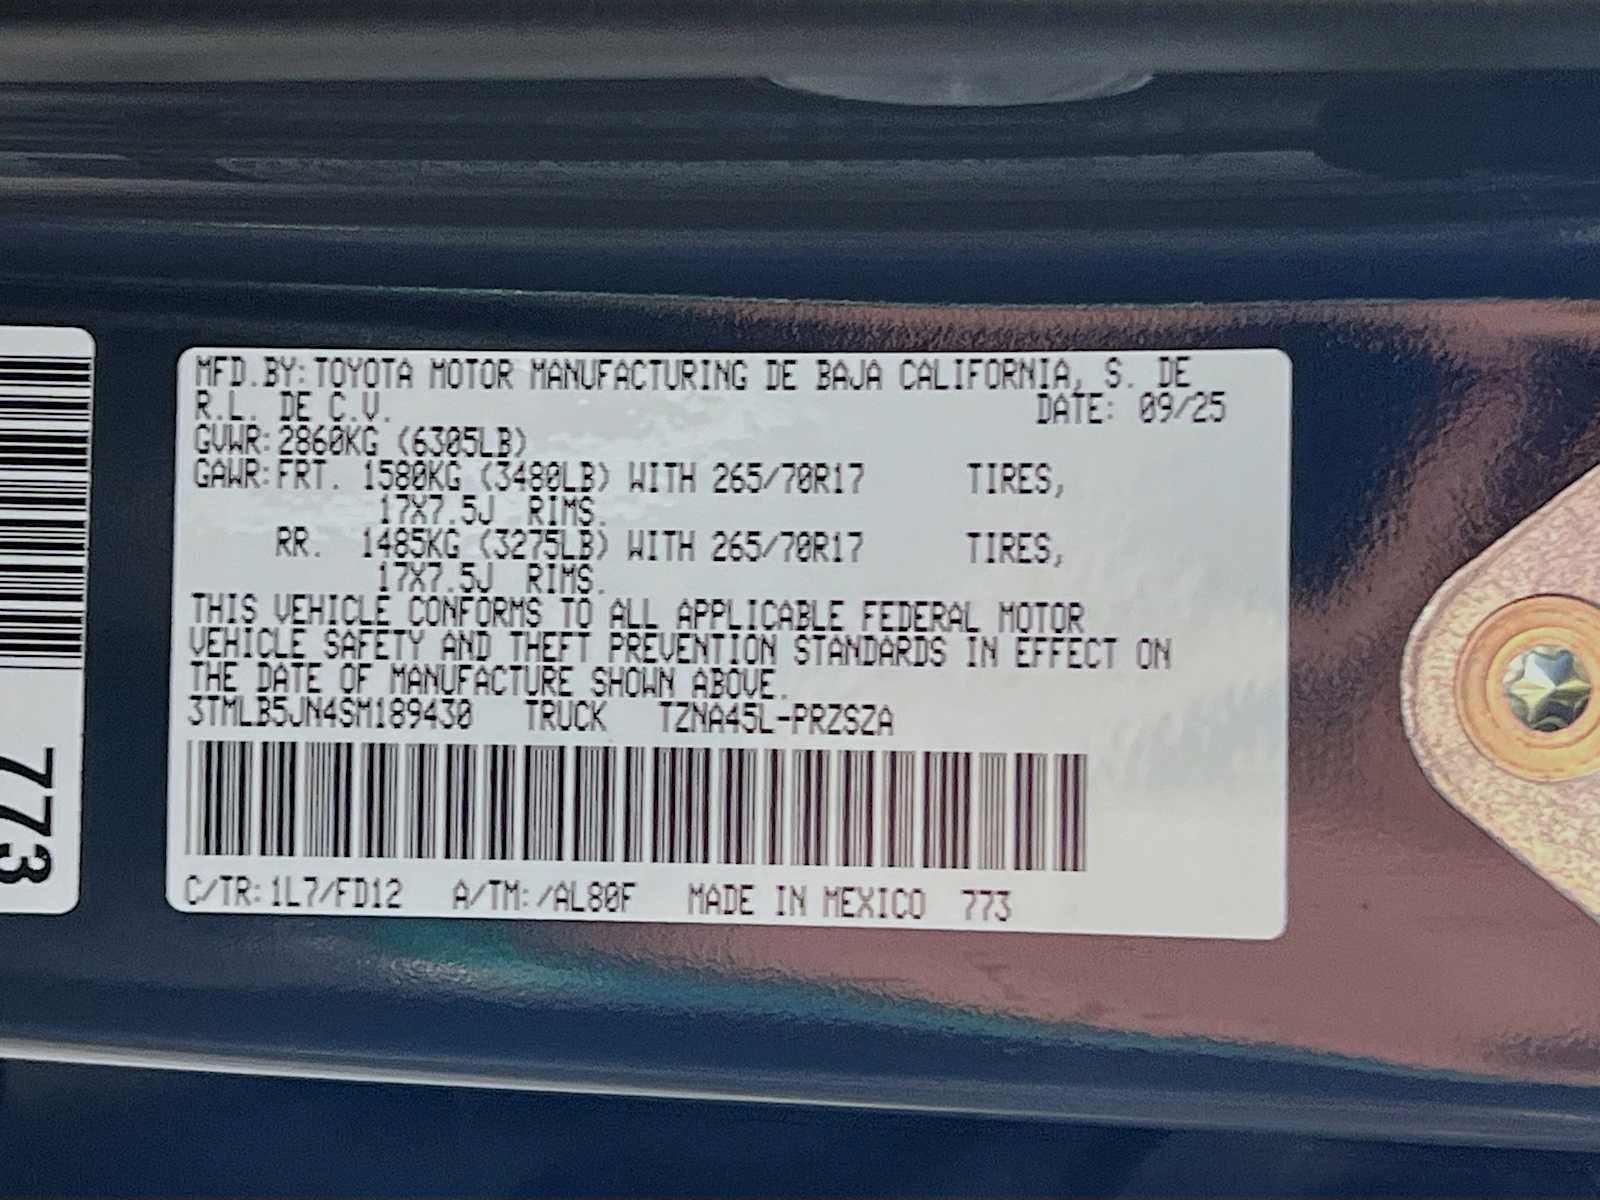 MFD.BY:TOYOTA MOTOR MANUFACTURING DE BAJA CALIFORNIA, S. DE
R.L. DE C.V. DATE: 09/25
GVWR:2860KG (6305LB)
GAWR:FRT. 1580KG (3480LB) WITH 265/70R17 TIRES,
17X7.5J RIMS.
RR. 1485KG (3275LB) WITH 265/70R17 TIRES,
17X7.5J RIMS.
THIS VEHICLE CONFORMS TO ALL APPLICABLE FEDERAL MOTOR
VEHICLE SAFETY AND THEFT PREVENTION STANDARDS IN EFFECT ON
THE DATE OF MANUFACTURE SHOWN ABOVE.
3TMLB5JN4SM189430 TRUCK TZNA45L-PRZSZA
C/TR:1L7/FD12 A/TM:/AL80F MADE IN MEXICO 773
773